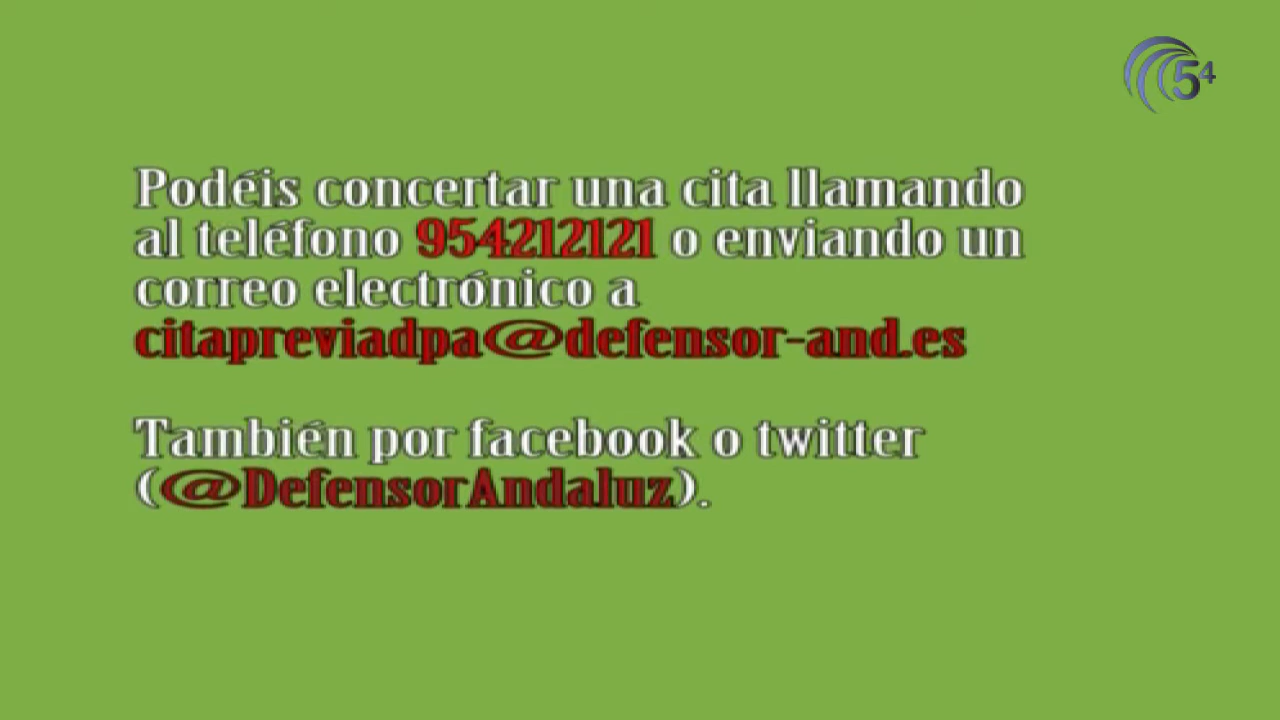 54
Podéis concertar una cita llamando
al teléfono 954212121 o enviando un
correo electrónico a
citapreviadpa@defensor-and.es
También por facebook o twitter
(@DefensorAndaluz).